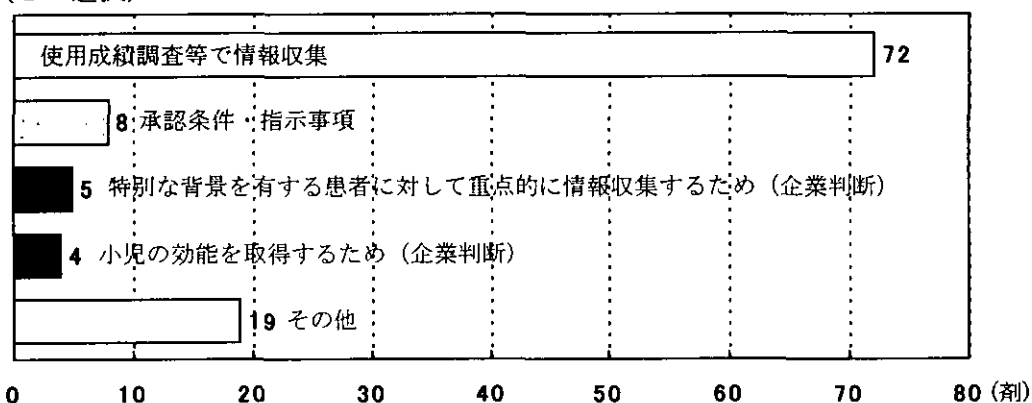 使用成績調査等で情報収集
72
8 承認条件・指示事項
5 特別な背景を有する患者に対して重点的に情報収集するため(企業判断)
4 小児の効能を取得するため(企業判断)
19 その他
0 10 20 30 40 50 60 70 80 (剤)